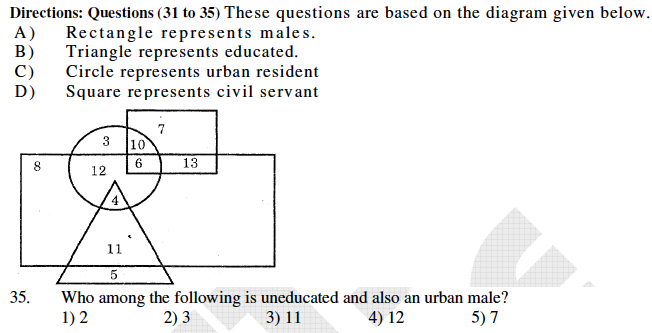 Directions: Questions (31 to 35) These questions are based on the diagram given below.
A) Rectangle represents males.
B) Triangle represents educated.
C) Circle represents urban resident
D) Square represents civil servant
7
3 10
8 12 6 13
4
11
5
35. Who among the following is uneducated and also an urban male?
1) 2 2) 3 3) 11 4) 12 5) 7